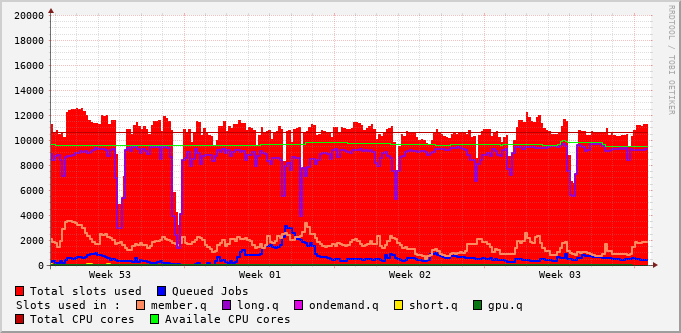 RRDTOOL / TOBI OETIKER
20000
18000
16000
14000
12000
10000
8000
6000
4000
2000
0
Week 53 Week 01 Week 02 Week 03
Total slots used Queued Jobs
Slots used in : member.q long.q ondemand.q short.q gpu.q
Total CPU cores Availale CPU cores